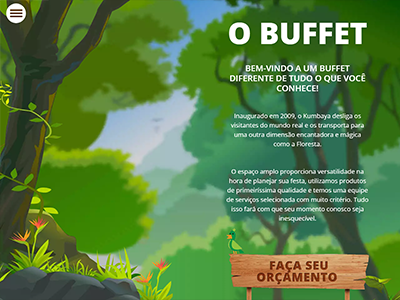 O BUFFET
BEM-VINDO A UM BUFFET
DIFERENTE DE TUDO O QUE VOCÊ
CONHECE!
Inaugurado em 2009, o Kumbaya desliga os
visitantes do mundo real e os transporta para
uma outra dimensão encantadora e mágica
como a Floresta.
O espaço amplo proporciona versatilidade na
hora de planejar sua festa, utilizamos produtos
de primeiríssima qualidade e temos uma equipe
de serviços selecionada com muito critério. Tudo
isso fará com que seu momento conosco seja
inesquecível.
FAÇA SEU
ORÇAMENTO